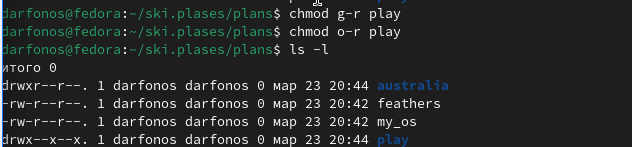 darfonos@fedora:~/ski.plases/plans$ chmod g-r play
darfonos@fedora:~/ski.plases/plans$ chmod o-r play
darfonos@fedora:~/ski.plases/plans$ ls -l
итого 0
drwxr--r--. 1 darfonos darfonos 0 мар 23 20:44 australia
-rw-r--r--. 1 darfonos darfonos 0 мар 23 20:42 feathers
-rw-r--r--. 1 darfonos darfonos 0 мар 23 20:42 my_os
drwx--x--x. 1 darfonos darfonos 0 мар 23 20:44 play